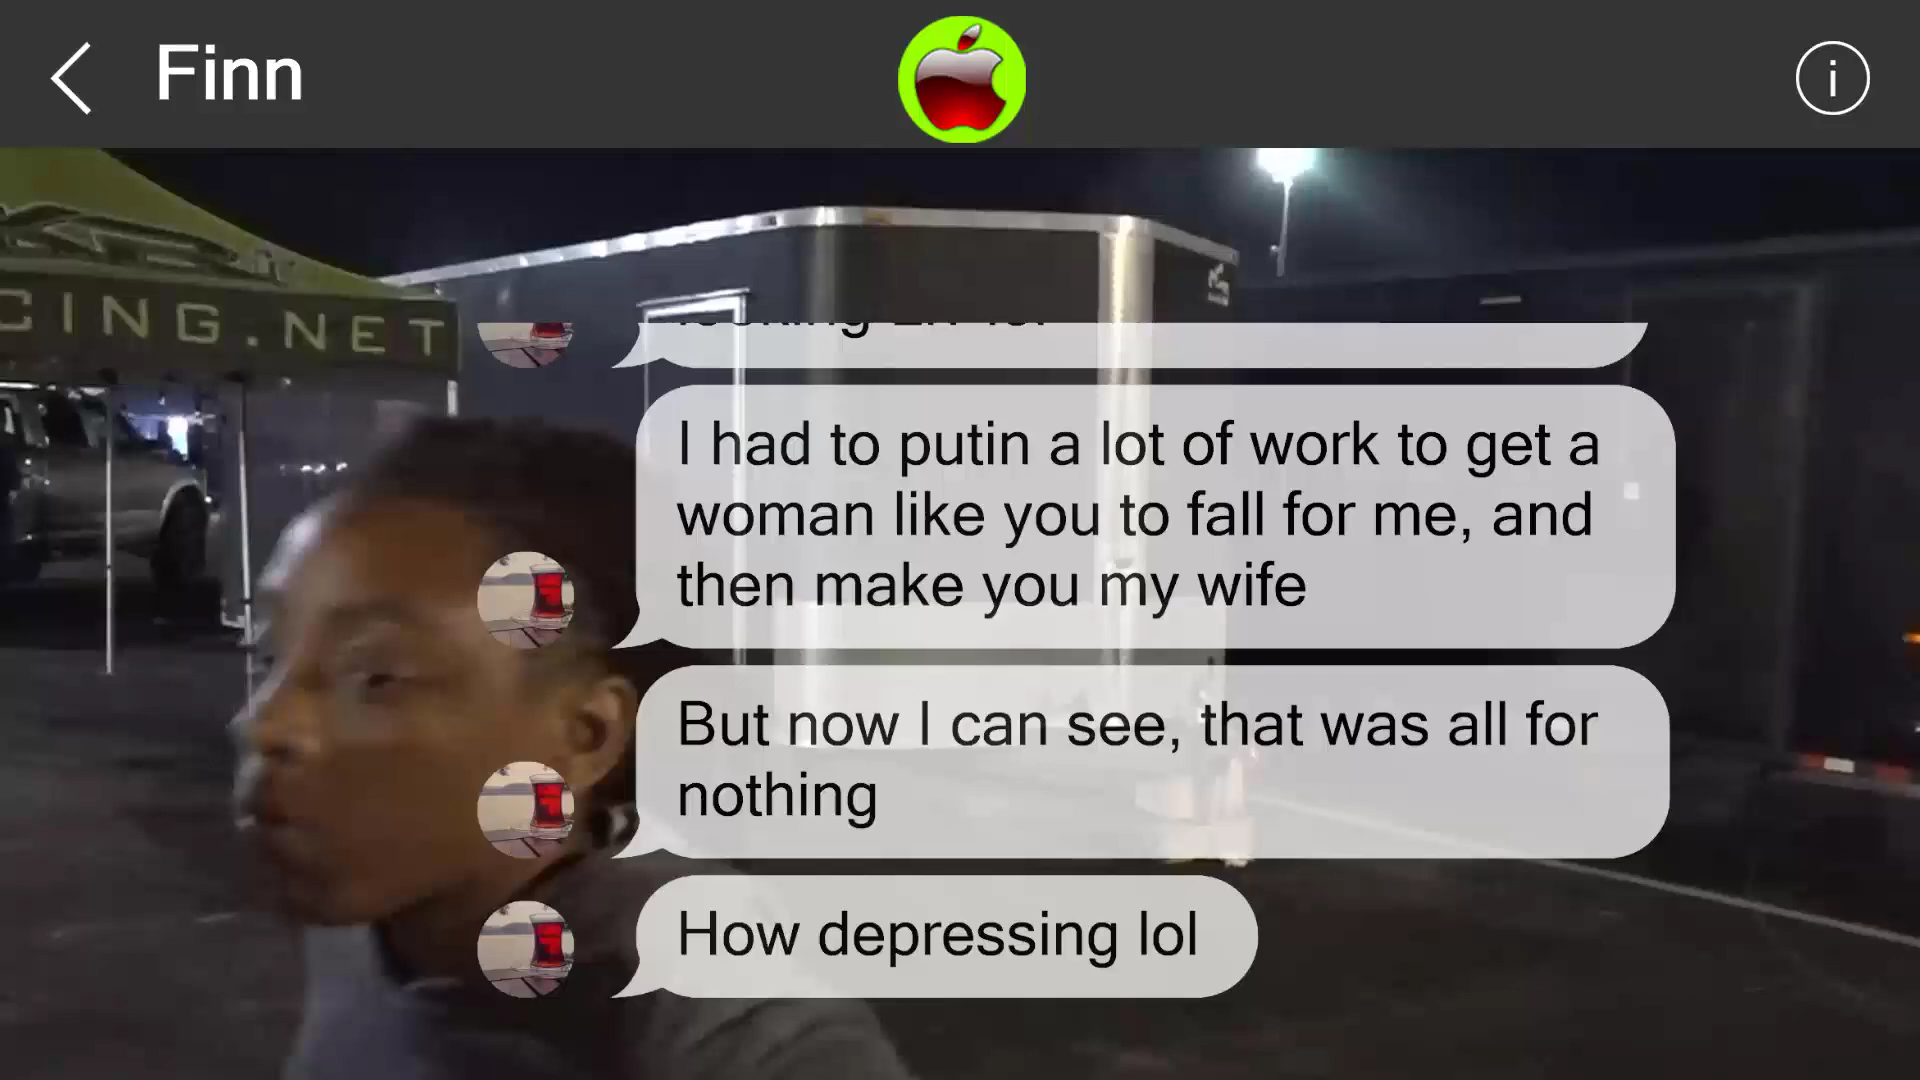 Finn
CING.NET
I had to putin a lot of work to get a
woman like you to fall for me, and
then make you my wife
But now I can see, that was all for
nothing
How depressing lol